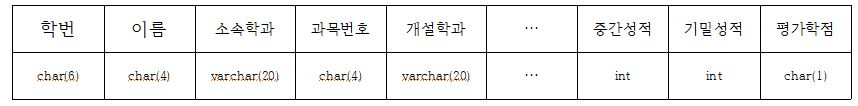 학번 이름 소속학과 과목번호 개설학과 … 중간성적 기밀성적 평가학점
char(6) char(4) varchar(20) char(4) varchar(20) … int int char(1)